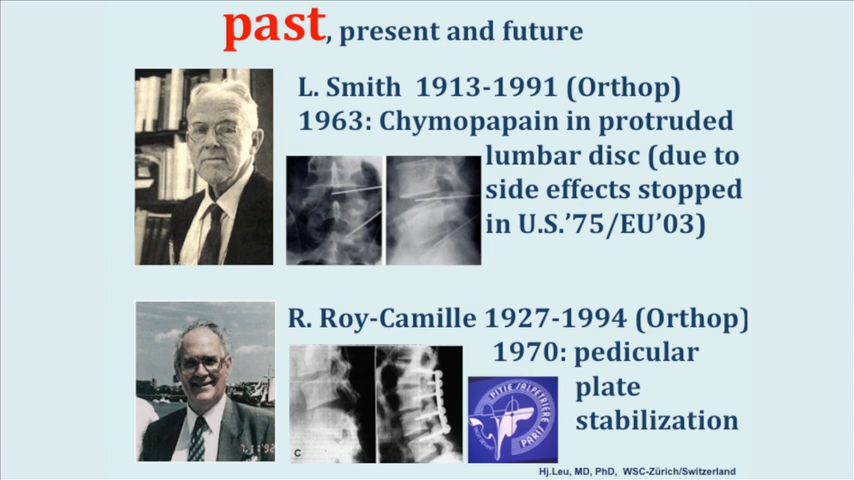 past, present and future
L. Smith 1913-1991 (Orthop)
1963: Chymopapain in protruded
lumbar disc (due to
side effects stopped
in U.S.'75/EU'03)
R. Roy-Camille 1927-1994 (Orthop)
1970: pedicular
plate
stabilization
C
PITIE/SALPETRIERE
PARIS
Hj.Leu, MD, PhD, WSC-Zürich/Switzerland